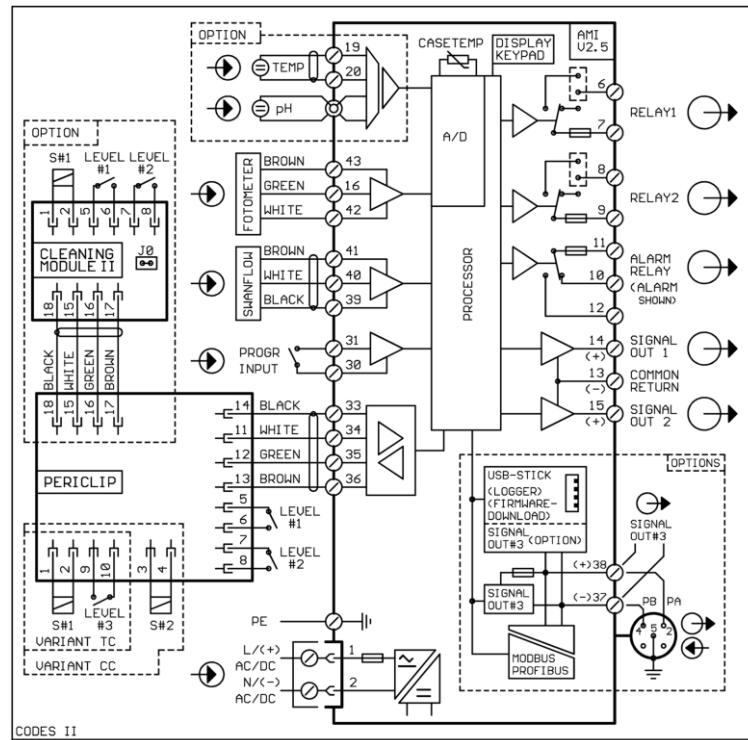 OPTION
TEMP
19
20
pH
CASETEMP
DISPLAY
KEYPAD
AMI
V2.5
A/D
PROCESSOR
6
RELAY1
7
8
RELAY2
9
11
10
12
ALARM
RELAY
(ALARM
SHOWN)
14
(+)
SIGNAL
OUT 1
13
(-)
COMMON
RETURN
15
(+)
SIGNAL
OUT 2
FOTOMETER
BROWN
43
GREEN
16
WHITE
42
SWANFLOW
BROWN
41
WHITE
40
BLACK
39
PROGR
INPUT
31
30
OPTION
S#1
LEVEL
#1
LEVEL
#2
1
2
5
6
7
8
CLEANING
MODULE II
J0
18
15
16
17
BLACK
WHITE
GREEN
BROWN
18
15
16
17
PERICLIP
14
BLACK
33
11
WHITE
34
12
GREEN
35
13
BROWN
36
5
6
LEVEL
#1
7
8
LEVEL
#2
1
2
9
10
3
4
S#1
LEVEL
#3
S#2
VARIANT TC
VARIANT CC
PE
L/(+)
AC/DC
1
N/(-)
AC/DC
2
OPTIONS
USB-STICK
(LOGGER)
(FIRMWARE-
DOWNLOAD)
SIGNAL
OUT#3 (OPTION)
SIGNAL
OUT#3
SIGNAL
OUT#3
(+)38
(-)37
PB
PA
4
5
2
MODBUS
PROFIBUS
CODES II